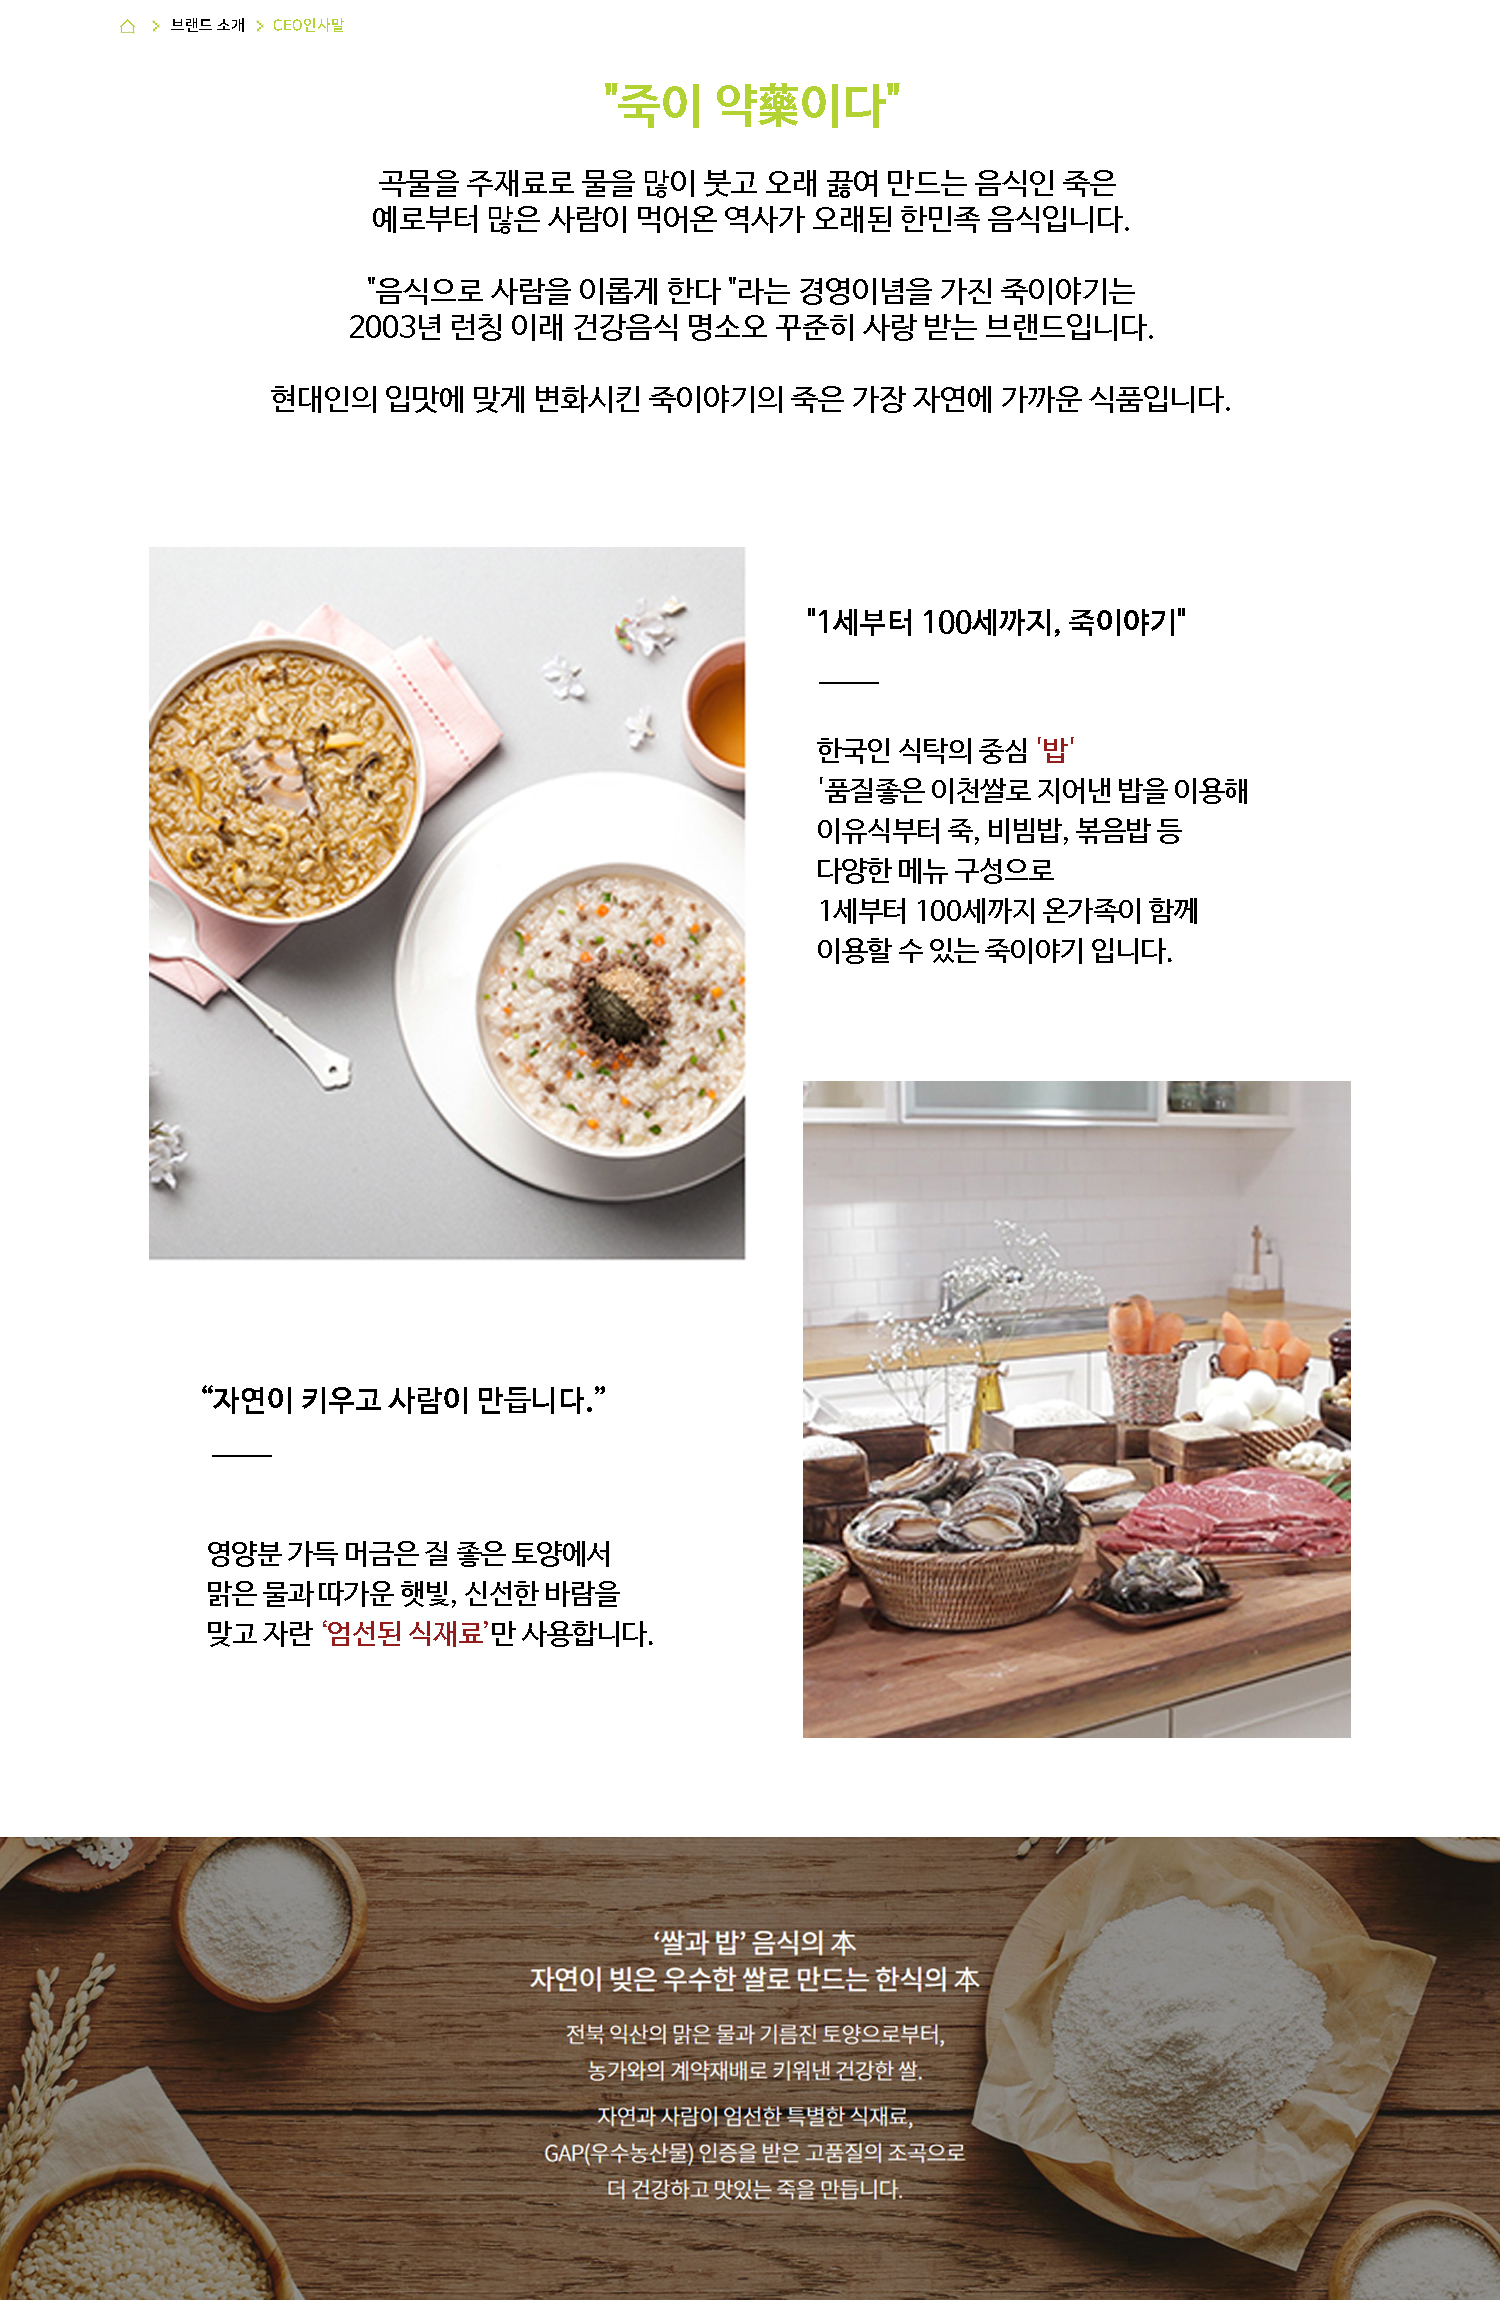 브랜드 소개 > CEO인사말
"죽이 약藥이다"
곡물을 주재료로 물을 많이 붓고 오래 끓여 만드는 음식인 죽은
예로부터 많은 사람이 먹어온 역사가 오래된 한민족 음식입니다.
"음식으로 사람을 이롭게 한다 "라는 경영이념을 가진 죽이야기는
2003년 런칭 이래 건강음식 명소오 꾸준히 사랑 받는 브랜드입니다.
현대인의 입맛에 맞게 변화시킨 죽이야기의 죽은 가장 자연에 가까운 식품입니다.
"1세부터 100세까지, 죽이야기"
한국인 식탁의 중심 '밥'
'품질좋은 이천쌀로 지어낸 밥을 이용해
이유식부터 죽, 비빔밥, 볶음밥 등
다양한 메뉴 구성으로
1세부터 100세까지 온가족이 함께
이용할 수 있는 죽이야기 입니다.
“자연이 키우고 사람이 만듭니다.”
영양분 가득 머금은 질 좋은 토양에서
맑은 물과 따가운 햇빛, 신선한 바람을
맞고 자란 ‘엄선된 식재료’만 사용합니다.
‘쌀과 밥’ 음식의 本
자연이 빚은 우수한 쌀로 만드는 한식의 本
전북 익산의 맑은 물과 기름진 토양으로부터,
농가와의 계약재배로 키워낸 건강한 쌀.
자연과 사람이 엄선한 특별한 식재료,
GAP(우수농산물) 인증을 받은 고품질의 조곡으로
더 건강하고 맛있는 죽을 만듭니다.